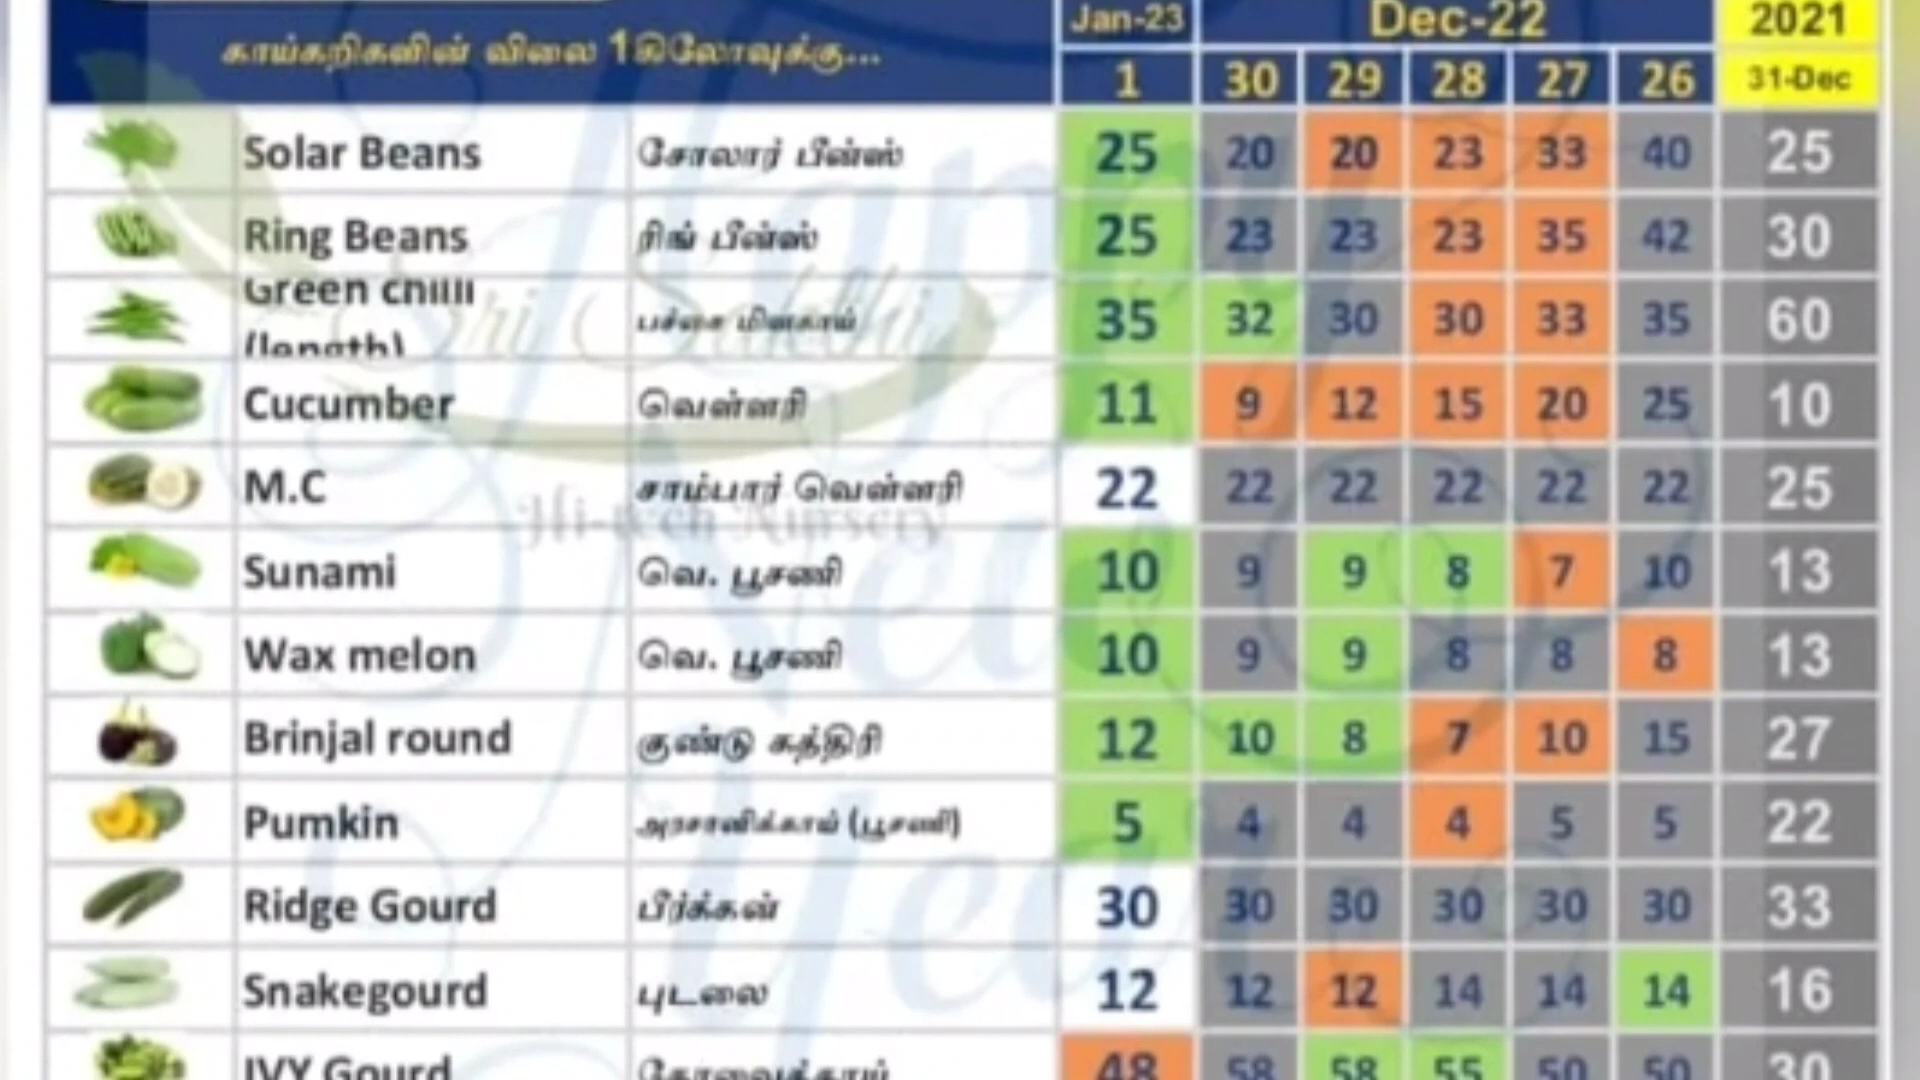 Jan-23 Dec-22 2021
காய்கறிகளின் விலை 1கிலோவுக்கு...
1 30 29 28 27 26 31-Dec
Solar Beans சோலார் பீன்ஸ் 25 20 20 23 33 40 25
Ring Beans ரிங் பீன்ஸ் 25 23 23 23 35 42 30
Green chilli
(length) பச்சை மிளகாய் 35 32 30 30 33 35 60
Cucumber வெள்ளரி 11 9 12 15 20 25 10
M.C சாம்பார் வெள்ளரி 22 22 22 22 22 22 25
Sunami வெ. பூசணி 10 9 9 8 7 10 13
Wax melon வெ. பூசணி 10 9 9 8 8 8 13
Brinjal round குண்டு கத்திரி 12 10 8 7 10 15 27
Pumkin அரசாணிக்காய் (பூசணி) 5 4 4 4 5 5 22
Ridge Gourd பீர்க்கன் 30 30 30 30 30 30 33
Snakegourd புடலை 12 12 12 14 14 14 16
IVY Gourd கோவைக்காய் 48 58 58 55 50 50 30
Hi-tech Nursery
Happy
New
Year